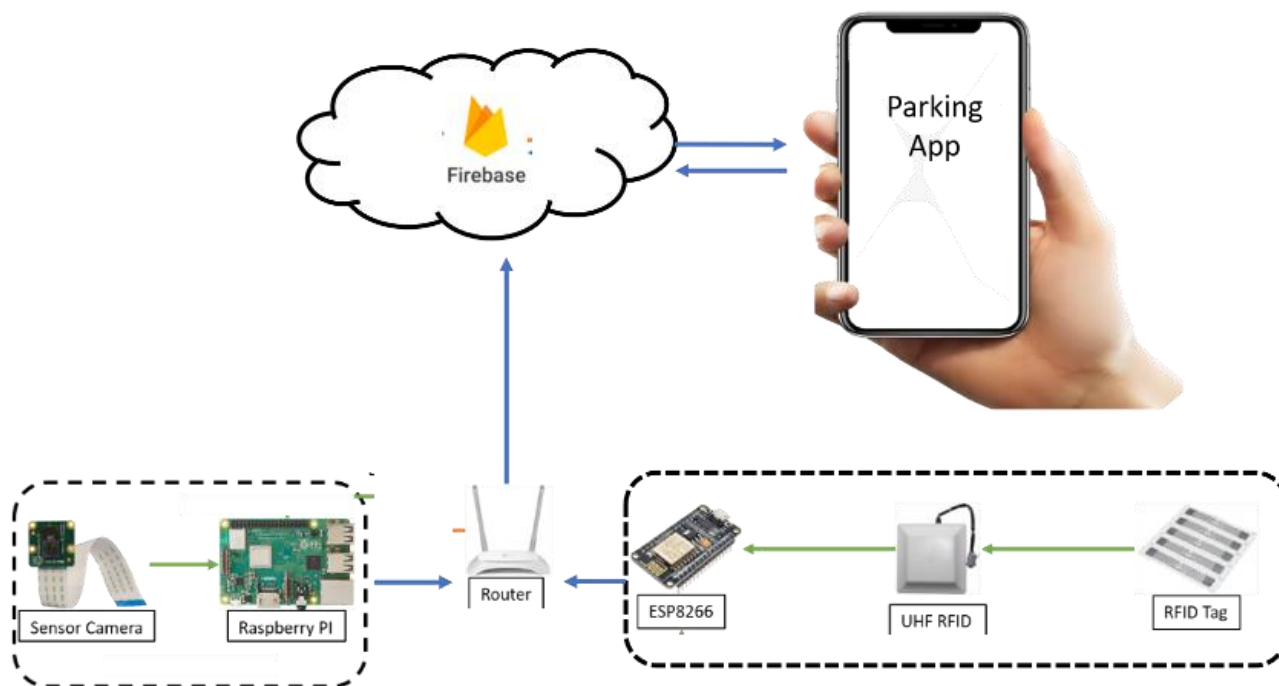 Firebase
Parking
App
Sensor Camera
Raspberry PI
Router
ESP8266
UHF RFID
RFID Tag